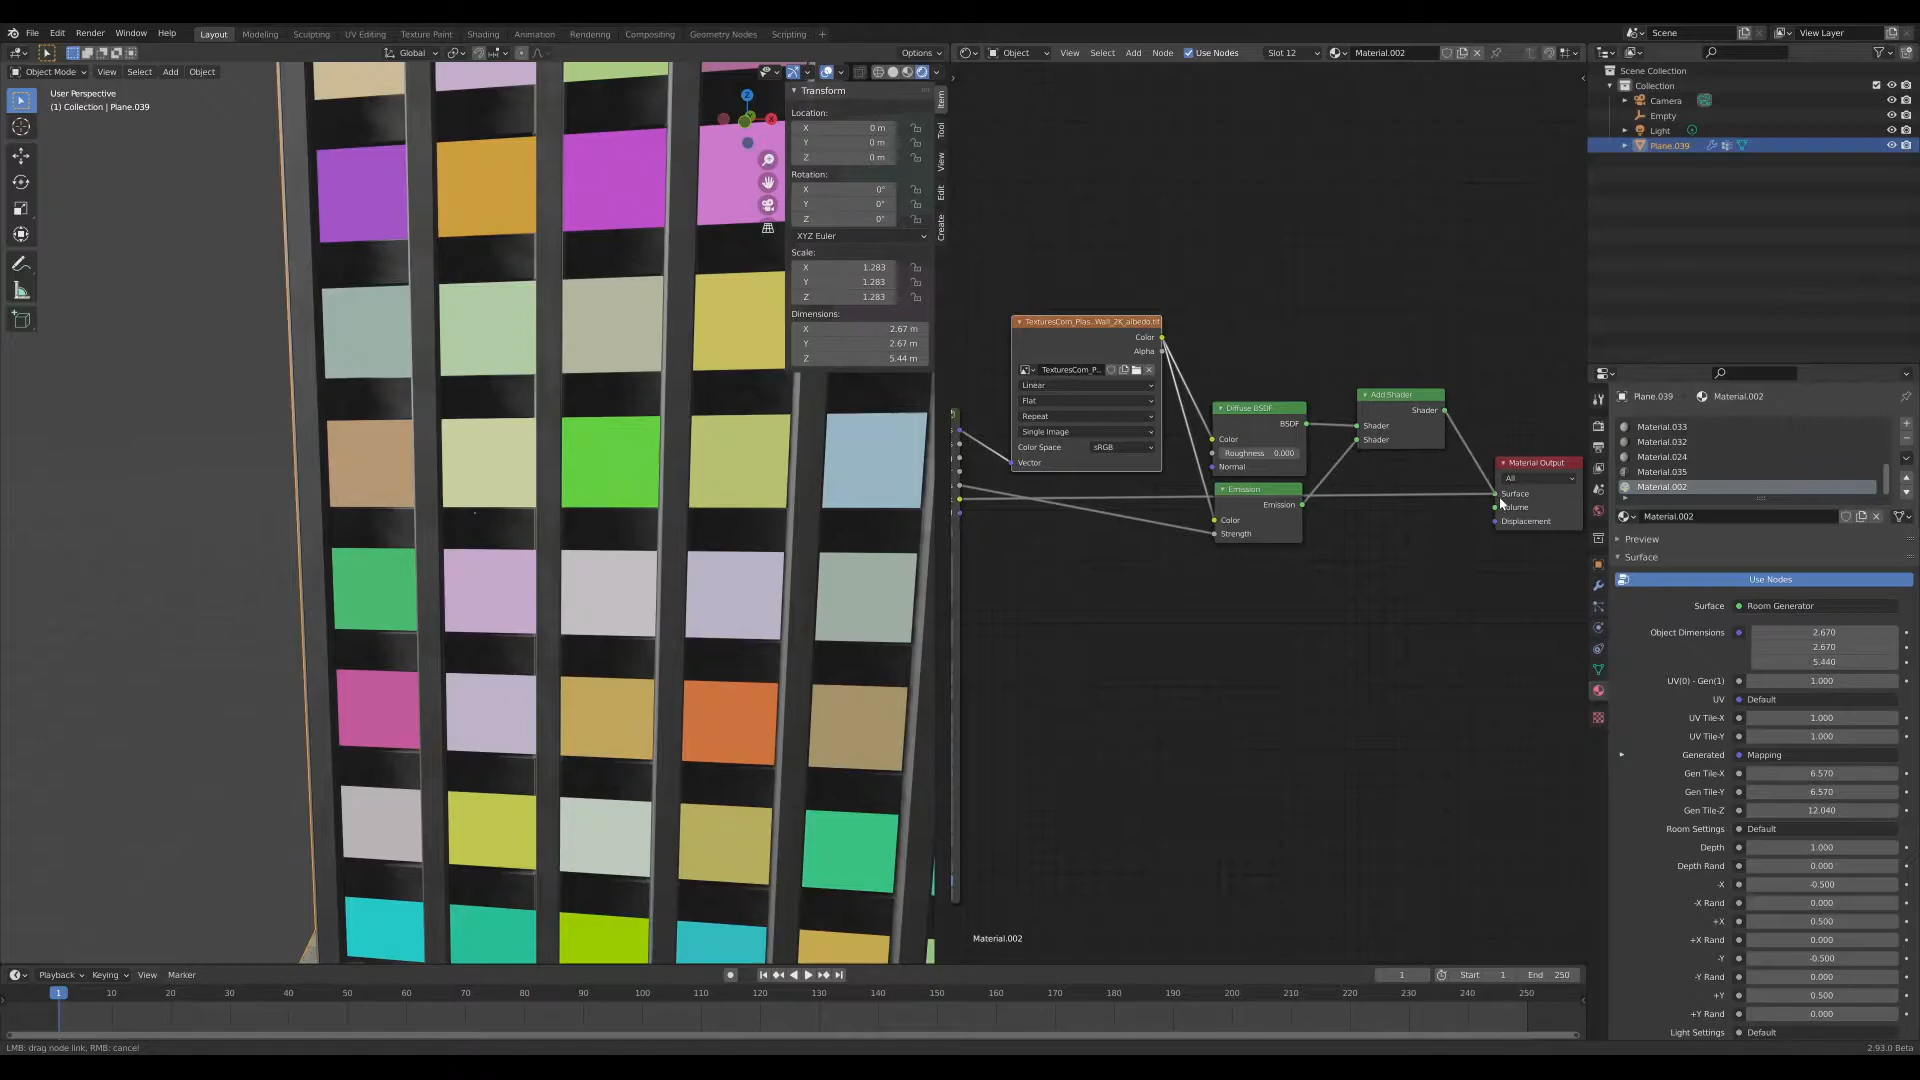 File Edit Render Window Help Layout Modeling Sculpting UV Editing Texture Paint Shading Animation Rendering Compositing Geometry Nodes Scripting + Scene View Layer
Global Options
Object Mode View Select Add Object
User Perspective
(1) Collection | Plane.039
Transform
Location:
X 0 m
Y 0 m
Z 0 m
Rotation:
X 0°
Y 0°
Z 0°
XYZ Euler
Scale:
X 1.283
Y 1.283
Z 1.283
Dimensions:
X 2.67 m
Y 2.67 m
Z 5.44 m
Item
Tool
View
Edit
Create
Z
X
Object View Select Add Node Use Nodes Slot 12 Material.002
TexturesCom_Plas..Wall_2K_albedo.tif
Color
Alpha
TexturesCom_P..
Linear
Flat
Repeat
Single Image
Color Space sRGB
Vector
Diffuse BSDF
BSDF
Color
Roughness 0.000
Normal
Emission
Emission
Color
Strength
Add Shader
Shader
Shader
Shader
Material Output
All
Surface
Displacement
Material.002
Scene Collection
Collection
Camera
Empty
Light
Plane.039
Plane.039 Material.002
Material.033
Material.032
Material.024
Material.035
Material.002
Material.002
Preview
Surface
Use Nodes
Surface Room Generator
Object Dimensions 2.670
2.670
5.440
UV(0) - Gen(1) 1.000
UV Default
UV Tile-X 1.000
UV Tile-Y 1.000
Generated Mapping
Gen Tile-X 6.570
Gen Tile-Y 6.570
Gen Tile-Z 12.040
Room Settings Default
Depth 1.000
Depth Rand 0.000
-X -0.500
-X Rand 0.000
+X 0.500
+X Rand 0.000
-Y -0.500
-Y Rand 0.000
+Y 0.500
+Y Rand 0.000
Light Settings Default
Playback Keying View Marker 1 Start 1 End 250
1 10 20 30 40 50 60 70 80 90 100 110 120 130 140 150 160 170 180 190 200 210 220 230 240 250
LMB: drag node link, RMB: cancel
2.93.0 Beta